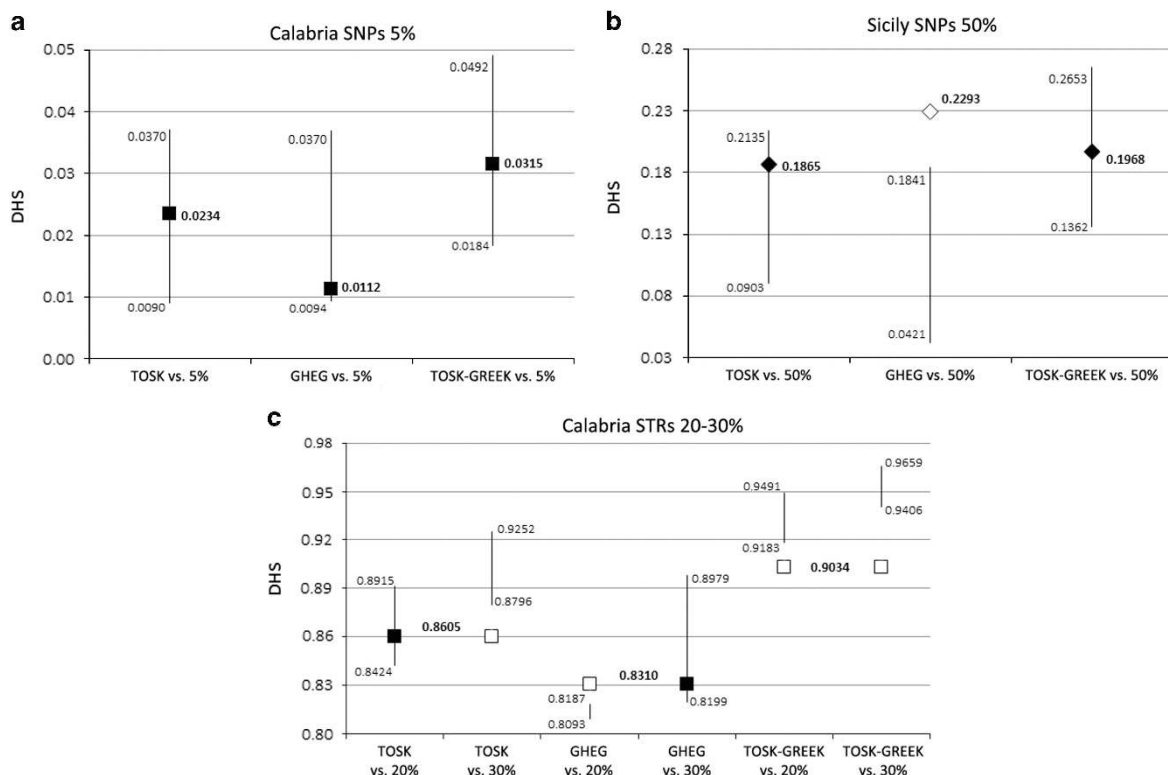 a
Calabria SNPs 5%
DHS
0.05
0.04
0.03
0.02
0.01
0.00
0.0370
0.0234
0.0090
0.0370
0.0112
0.0094
0.0492
0.0315
0.0184
TOSK vs. 5%
GHEG vs. 5%
TOSK-GREEK vs. 5%
b
Sicily SNPs 50%
DHS
0.28
0.23
0.18
0.13
0.08
0.03
0.2135
0.1865
0.0903
0.2293
0.1841
0.0421
0.2653
0.1968
0.1362
TOSK vs. 50%
GHEG vs. 50%
TOSK-GREEK vs. 50%
c
Calabria STRs 20-30%
DHS
0.98
0.95
0.92
0.89
0.86
0.83
0.80
0.8915
0.8605
0.8424
0.9252
0.8796
0.8310
0.8187
0.8093
0.8979
0.8199
0.9491
0.9183
0.9034
0.9659
0.9406
TOSK
vs. 20%
TOSK
vs. 30%
GHEG
vs. 20%
GHEG
vs. 30%
TOSK-GREEK
vs. 20%
TOSK-GREEK
vs. 30%